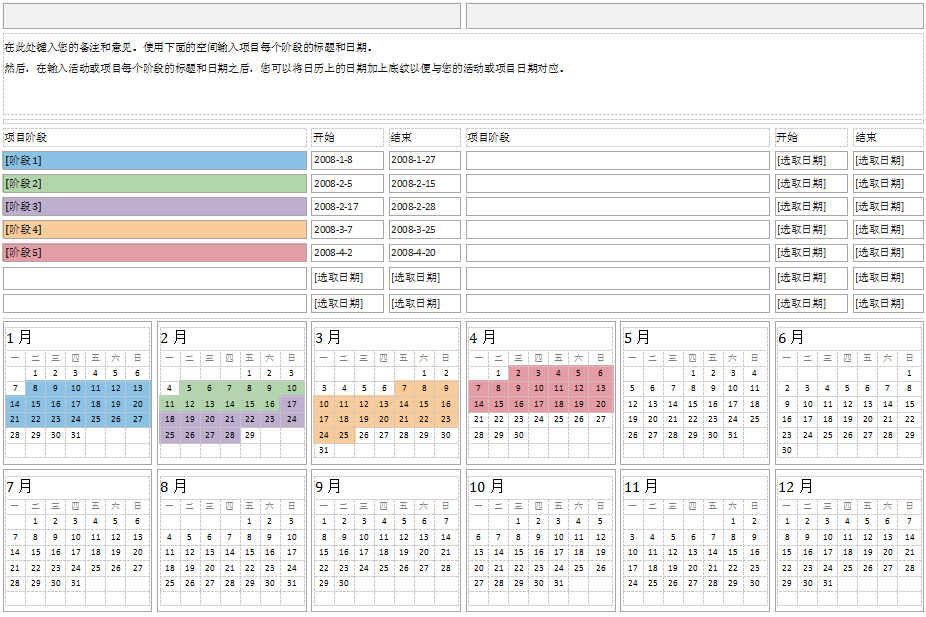 在此处键入您的备注和意见。使用下面的空间输入项目每个阶段的标题和日期。
然后，在输入活动或项目每个阶段的标题和日期之后，您可以将日历上的日期加上底纹以便与您的活动或项目日期对应。
项目阶段 开始 结束 项目阶段 开始 结束
[阶段1] 2008-1-8 2008-1-27 [选取日期] [选取日期]
[阶段2] 2008-2-5 2008-2-15 [选取日期] [选取日期]
[阶段3] 2008-2-17 2008-2-28 [选取日期] [选取日期]
[阶段4] 2008-3-7 2008-3-25 [选取日期] [选取日期]
[阶段5] 2008-4-2 2008-4-20 [选取日期] [选取日期]
[选取日期] [选取日期] [选取日期] [选取日期]
[选取日期] [选取日期] [选取日期] [选取日期]
1 月
一 二 三 四 五 六 日
1 2 3 4 5 6
7 8 9 10 11 12 13
14 15 16 17 18 19 20
21 22 23 24 25 26 27
28 29 30 31
2 月
一 二 三 四 五 六 日
1 2 3
4 5 6 7 8 9 10
11 12 13 14 15 16 17
18 19 20 21 22 23 24
25 26 27 28 29
3 月
一 二 三 四 五 六 日
1 2
3 4 5 6 7 8 9
10 11 12 13 14 15 16
17 18 19 20 21 22 23
24 25 26 27 28 29 30
31
4 月
一 二 三 四 五 六 日
1 2 3 4 5 6
7 8 9 10 11 12 13
14 15 16 17 18 19 20
21 22 23 24 25 26 27
28 29 30
5 月
一 二 三 四 五 六 日
1 2 3 4
5 6 7 8 9 10 11
12 13 14 15 16 17 18
19 20 21 22 23 24 25
26 27 28 29 30 31
6 月
一 二 三 四 五 六 日
1
2 3 4 5 6 7 8
9 10 11 12 13 14 15
16 17 18 19 20 21 22
23 24 25 26 27 28 29
30
7 月
一 二 三 四 五 六 日
1 2 3 4 5 6
7 8 9 10 11 12 13
14 15 16 17 18 19 20
21 22 23 24 25 26 27
28 29 30 31
8 月
一 二 三 四 五 六 日
1 2 3
4 5 6 7 8 9 10
11 12 13 14 15 16 17
18 19 20 21 22 23 24
25 26 27 28 29 30 31
9 月
一 二 三 四 五 六 日
1 2 3 4 5 6 7
8 9 10 11 12 13 14
15 16 17 18 19 20 21
22 23 24 25 26 27 28
29 30
10 月
一 二 三 四 五 六 日
1 2 3 4 5
6 7 8 9 10 11 12
13 14 15 16 17 18 19
20 21 22 23 24 25 26
27 28 29 30 31
11 月
一 二 三 四 五 六 日
1 2
3 4 5 6 7 8 9
10 11 12 13 14 15 16
17 18 19 20 21 22 23
24 25 26 27 28 29 30
12 月
一 二 三 四 五 六 日
1 2 3 4 5 6 7
8 9 10 11 12 13 14
15 16 17 18 19 20 21
22 23 24 25 26 27 28
29 30 31